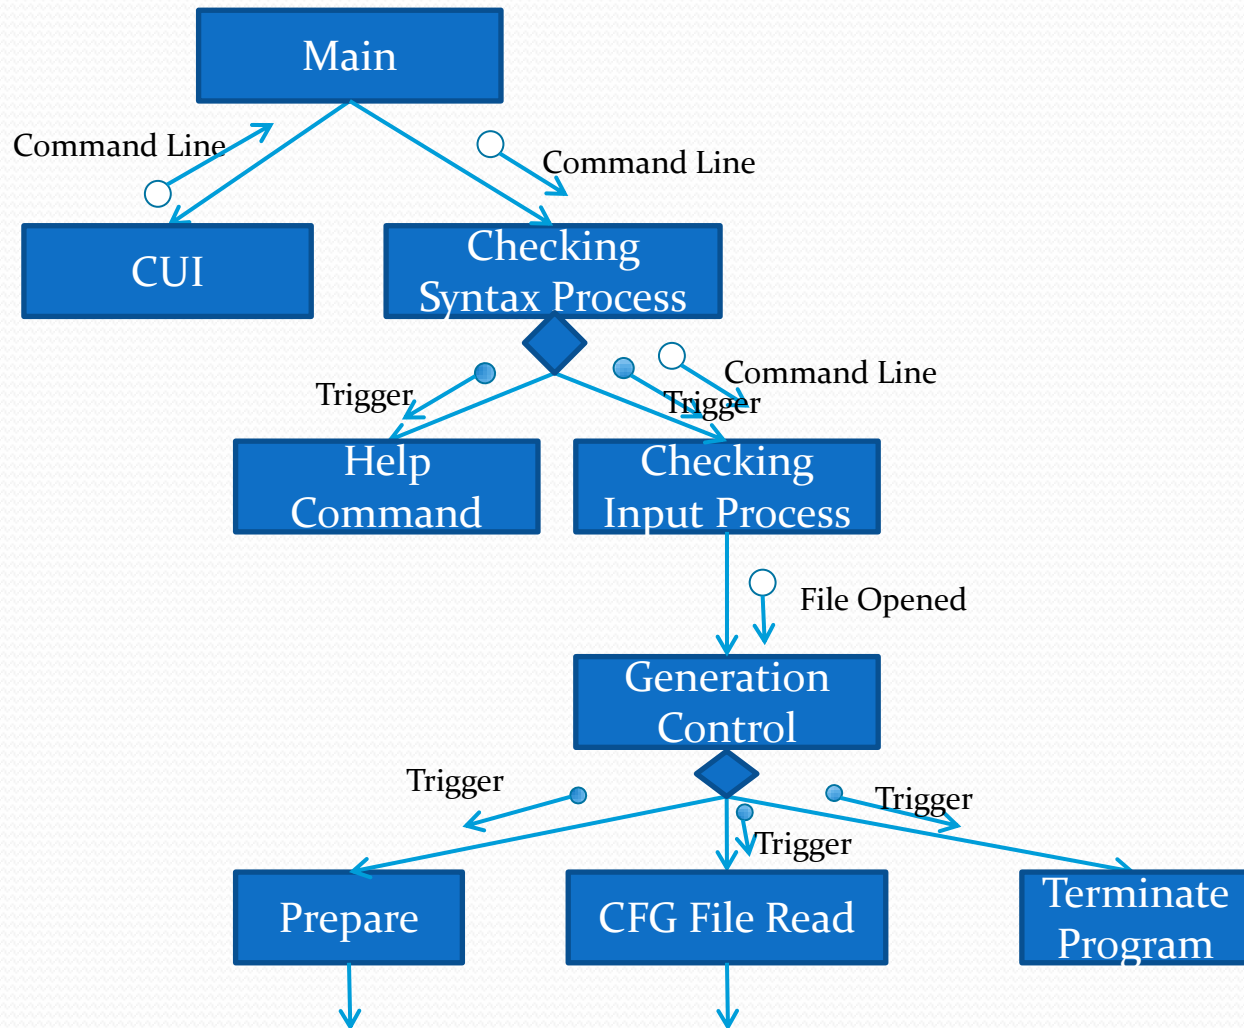 Main
Command Line
Command Line
CUI
Checking
Syntax Process
Trigger
Command Line
Trigger
Help
Command
Checking
Input Process
File Opened
Generation
Control
Trigger
Trigger
Trigger
Prepare
CFG File Read
Terminate
Program